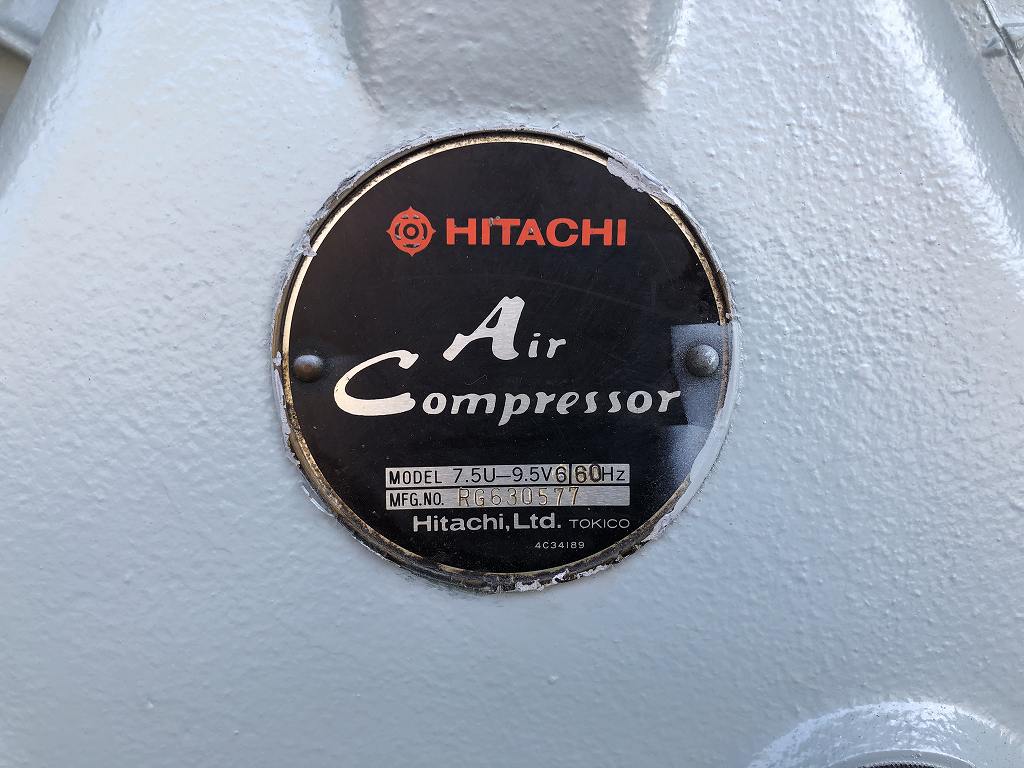 HITACHI
Air
Compressor
MODEL 7.5U-9.5V6 60Hz
MFG.NO. RG630577
Hitachi,Ltd. TOKICO
4C34189